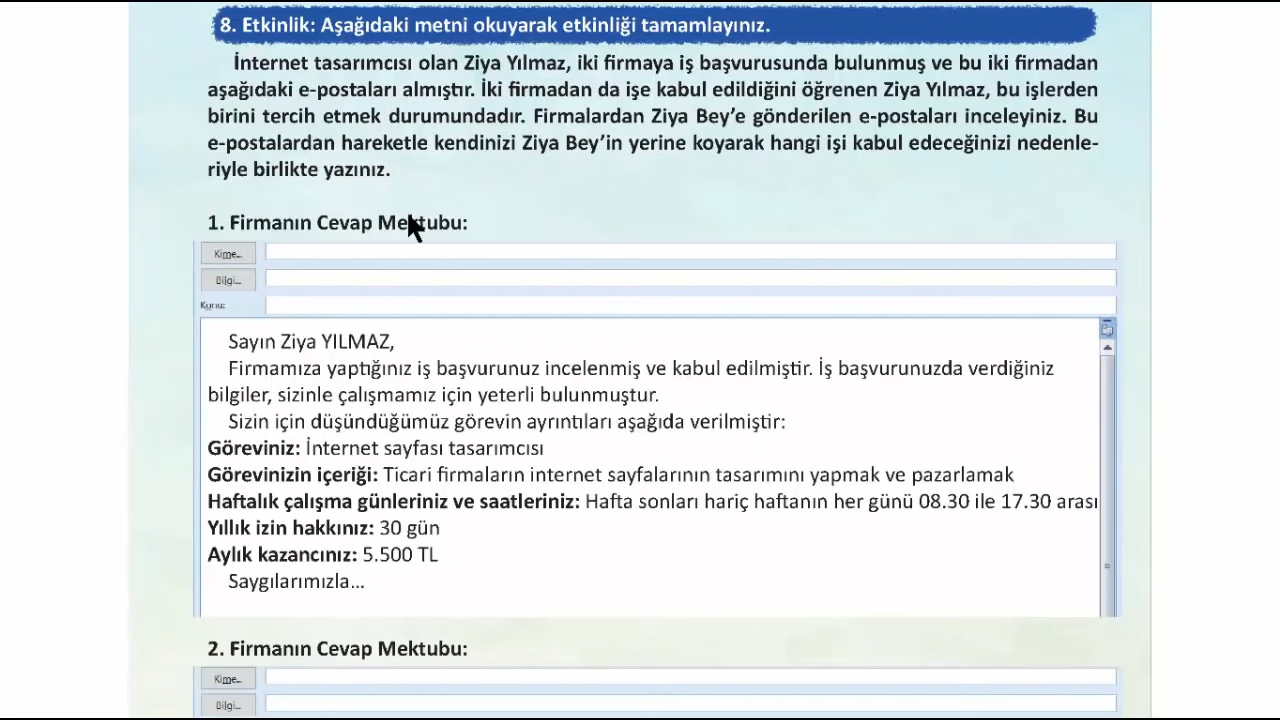 8. Etkinlik: Aşağıdaki metni okuyarak etkinliği tamamlayınız.
İnternet tasarımcısı olan Ziya Yılmaz, iki firmaya iş başvurusunda bulunmuş ve bu iki firmadan
aşağıdaki e-postaları almıştır. İki firmadan da işe kabul edildiğini öğrenen Ziya Yılmaz, bu işlerden
birini tercih etmek durumundadır. Firmalardan Ziya Bey’e gönderilen e-postaları inceleyiniz. Bu
e-postalardan hareketle kendinizi Ziya Bey’in yerine koyarak hangi işi kabul edeceğinizi nedenle-
riyle birlikte yazınız.
1. Firmanın Cevap Mektubu:
Kime...
Bilgi...
Konu:
Sayın Ziya YILMAZ,
Firmamıza yaptığınız iş başvurunuz incelenmiş ve kabul edilmiştir. İş başvurunuzda verdiğiniz
bilgiler, sizinle çalışmamız için yeterli bulunmuştur.
Sizin için düşündüğümüz görevin ayrıntıları aşağıda verilmiştir:
Göreviniz: İnternet sayfası tasarımcısı
Görevinizin içeriği: Ticari firmaların internet sayfalarının tasarımını yapmak ve pazarlamak
Haftalık çalışma günleriniz ve saatleriniz: Hafta sonları hariç haftanın her günü 08.30 ile 17.30 arası
Yıllık izin hakkınız: 30 gün
Aylık kazancınız: 5.500 TL
Saygılarımızla...
2. Firmanın Cevap Mektubu:
Kime...
Bilgi...